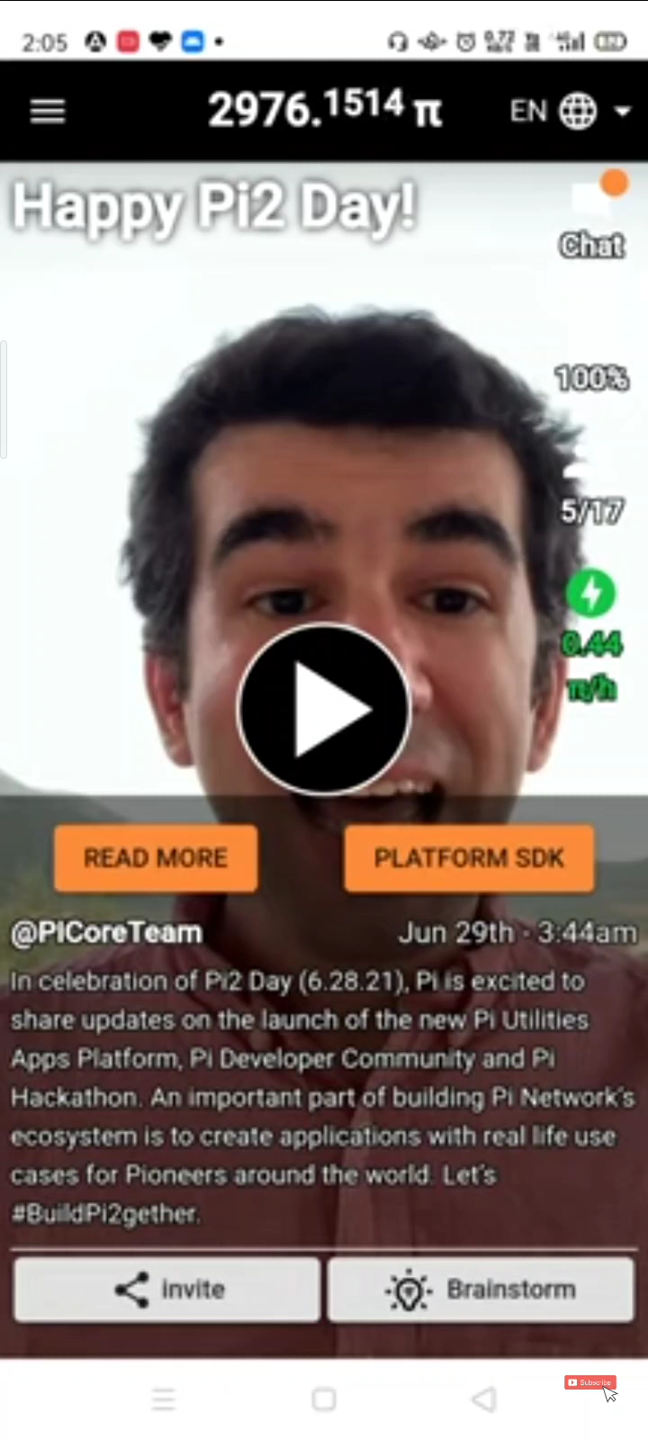 2:05
2976.1514 π
EN
Happy Pi2 Day!
Chat
100%
5/17
0.44
π/h
READ MORE
PLATFORM SDK
@PICoreTeam
Jun 29th - 3:44am
In celebration of Pi2 Day (6.28.21), Pi is excited to
share updates on the launch of the new Pi Utilities
Apps Platform, Pi Developer Community and Pi
Hackathon. An important part of building Pi Network's
ecosystem is to create applications with real life use
cases for Pioneers around the world. Let's
#BuildPi2gether.
Invite
Brainstorm
Subscribe